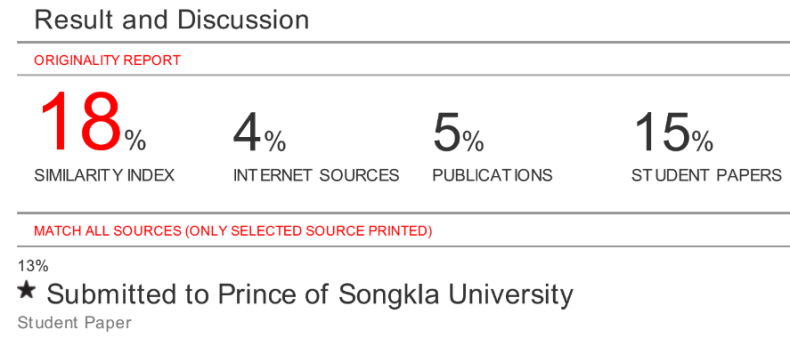 Result and Discussion
ORIGINALITY REPORT
18% 4% 5% 15%
SIMILARITY INDEX INTERNET SOURCES PUBLICATIONS STUDENT PAPERS
MATCH ALL SOURCES (ONLY SELECTED SOURCE PRINTED)
13%
★ Submitted to Prince of Songkla University
Student Paper